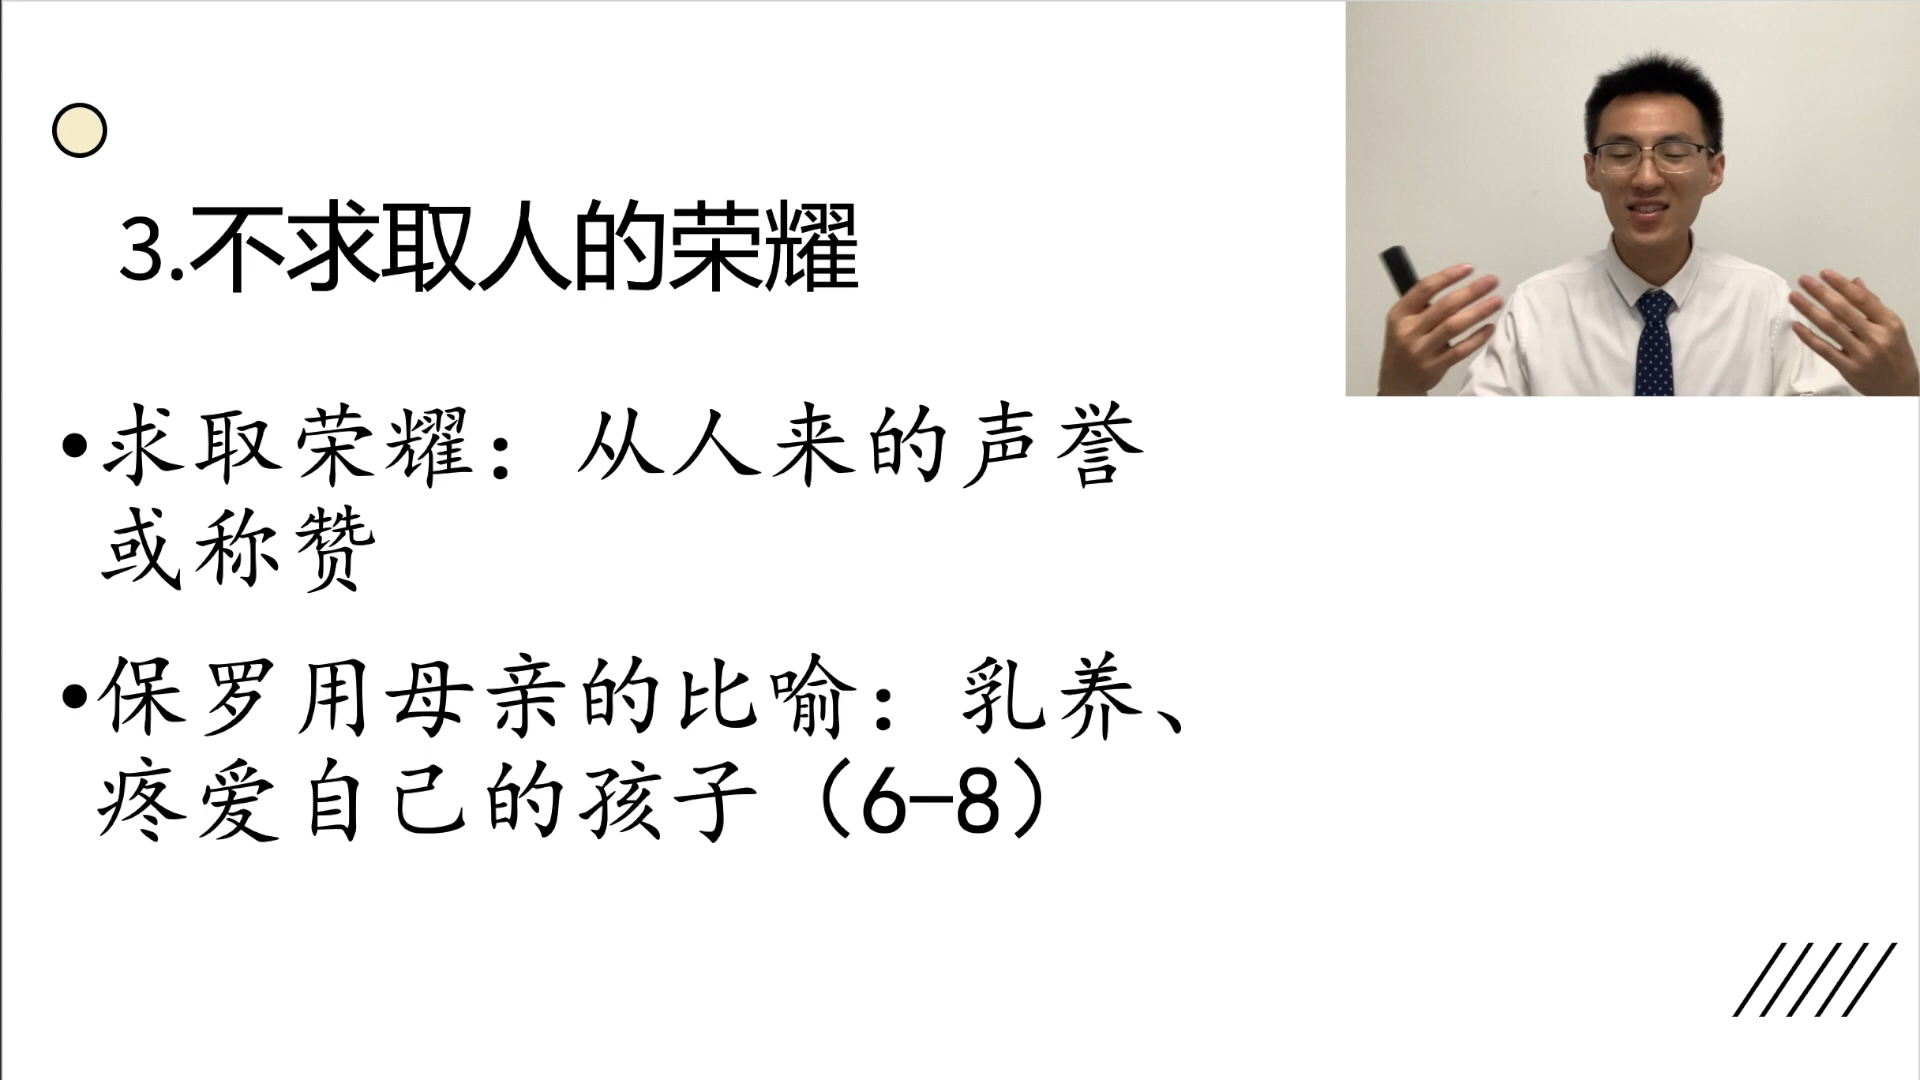 3.不求取人的荣耀
•求取荣耀：从人来的声誉
或称赞
•保罗用母亲的比喻：乳养、
疼爱自己的孩子（6-8）